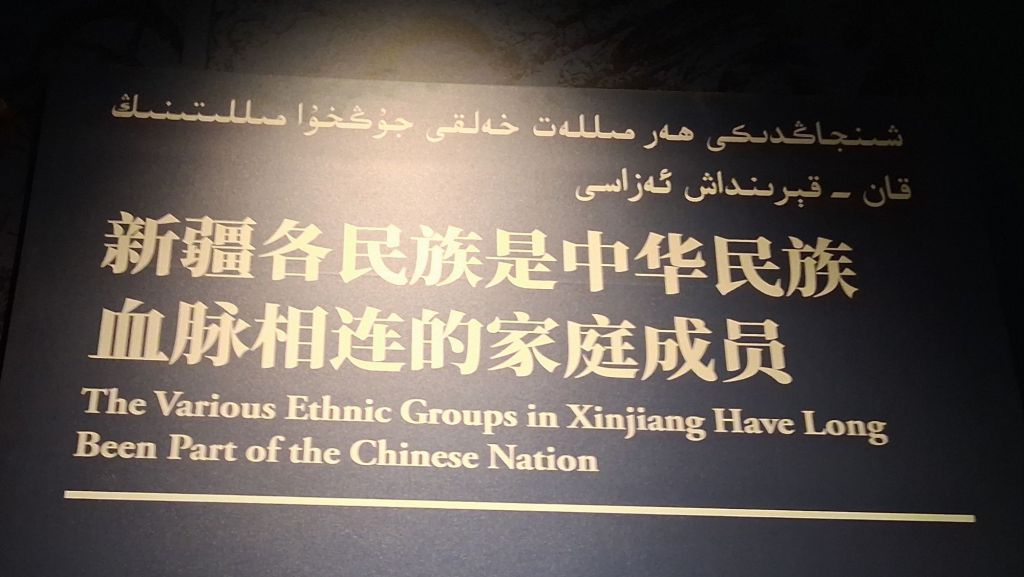 شىنجاڭدىكى ھەر مىللەت خەلقى جۇڭخۇا مىللىتىنىڭ
قان - قېرىنداش ئەزاسى
新疆各民族是中华民族
血脉相连的家庭成员
The Various Ethnic Groups in Xinjiang Have Long
Been Part of the Chinese Nation